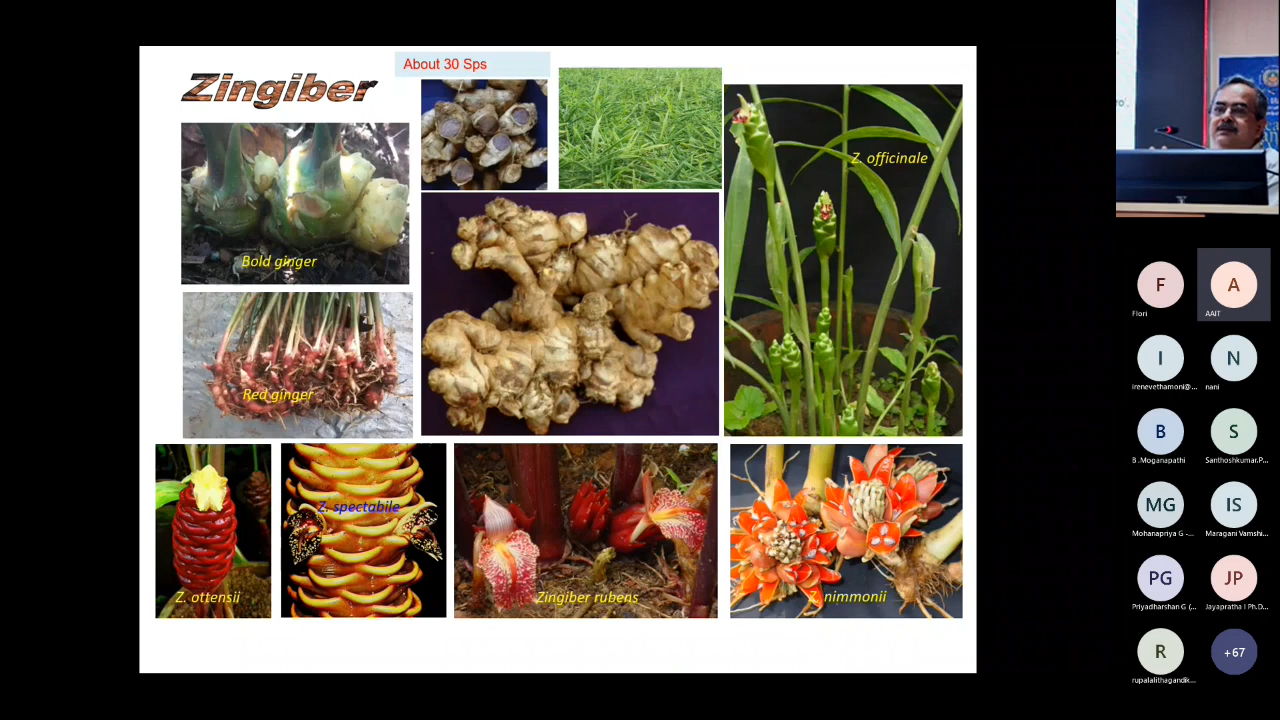 Zingiber
About 30 Sps
Bold ginger
Red ginger
Z. officinale
Z. ottensii
Z. spectabile
Zingiber rubens
Z. nimmonii
F
Flori
A
AAIT
I
irenevethamoni@...
N
nani
B
B .Moganapathi
S
Santhoshkumar.P...
MG
Mohanapriya G -...
IS
Maragani Vamshi...
PG
Priyadharshan G (...
JP
Jayapratha I Ph.D...
R
rupalalithagandik...
+67